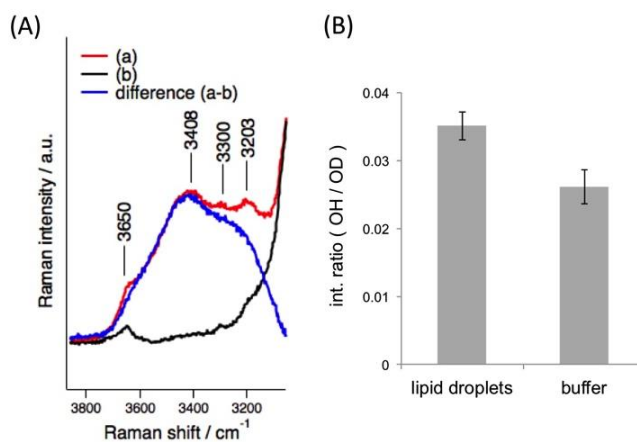 (A)
(a)
(b)
difference (a-b)
3650
3408
3300
3203
Raman intensity / a.u.
3800
3600
3400
3200
Raman shift / cm⁻¹
(B)
0.04
0.03
0.02
0.01
0
int. ratio ( OH / OD)
lipid droplets
buffer